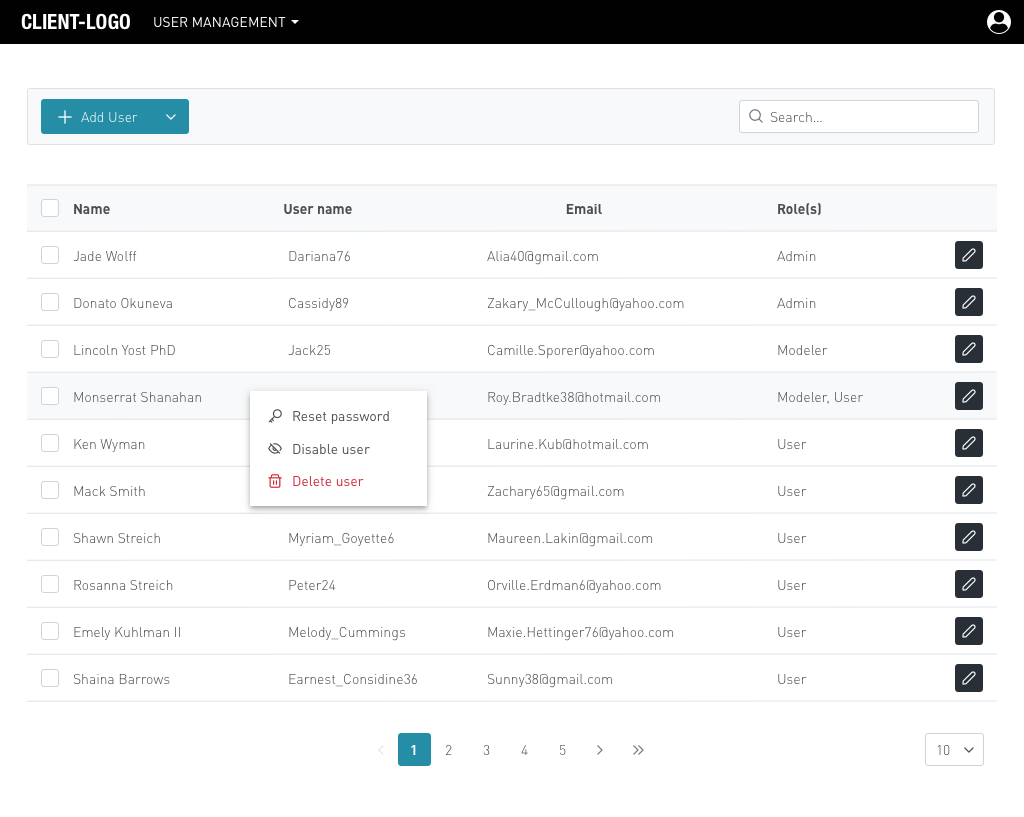 CLIENT-LOGO USER MANAGEMENT
Add User Search...
Name User name Email Role(s)
Jade Wolff Dariana76 Alia40@gmail.com Admin
Donato Okuneva Cassidy89 Zakary_McCullough@yahoo.com Admin
Lincoln Yost PhD Jack25 Camille.Sporer@yahoo.com Modeler
Monserrat Shanahan Roy.Bradtke38@hotmail.com Modeler, User
Reset password
Ken Wyman Laurine.Kub@hotmail.com User
Disable user
Mack Smith Zachary65@gmail.com User
Delete user
Shawn Streich Myriam_Goyette6 Maureen.Lakin@gmail.com User
Rosanna Streich Peter24 Orville.Erdman6@yahoo.com User
Emely Kuhlman II Melody_Cummings Maxie.Hettinger76@yahoo.com User
Shaina Barrows Earnest_Considine36 Sunny38@gmail.com User
1 2 3 4 5 10